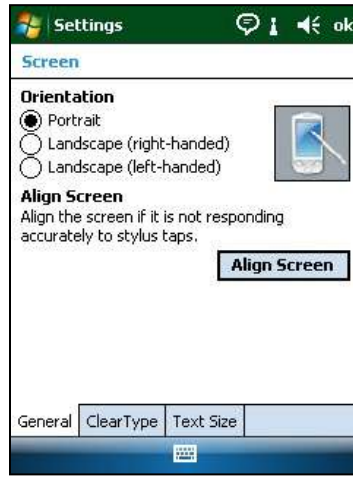 Settings
ok
Screen
Orientation
Portrait
Landscape (right-handed)
Landscape (left-handed)
Align Screen
Align the screen if it is not responding
accurately to stylus taps.
Align Screen
General ClearType Text Size